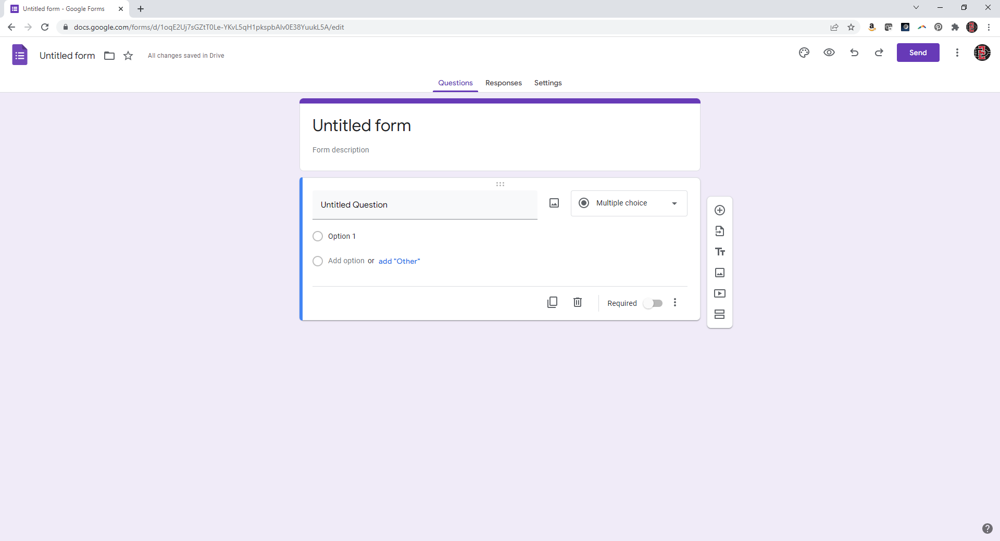 Untitled form - Google Forms
docs.google.com/forms/d/1oqE2Uj7sGZtT0Le-YKvL5qH1pkspbAlv0E38YuukL5A/edit
Untitled form
All changes saved in Drive
Send
Questions Responses Settings
Untitled form
Form description
Untitled Question
Multiple choice
Option 1
Add option or add "Other"
Required